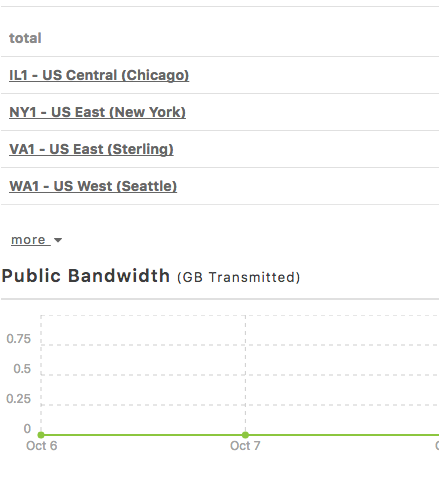 total
IL1 - US Central (Chicago)
NY1 - US East (New York)
VA1 - US East (Sterling)
WA1 - US West (Seattle)
more
Public Bandwidth (GB Transmitted)
0.75
0.5
0.25
0
Oct 6 Oct 7